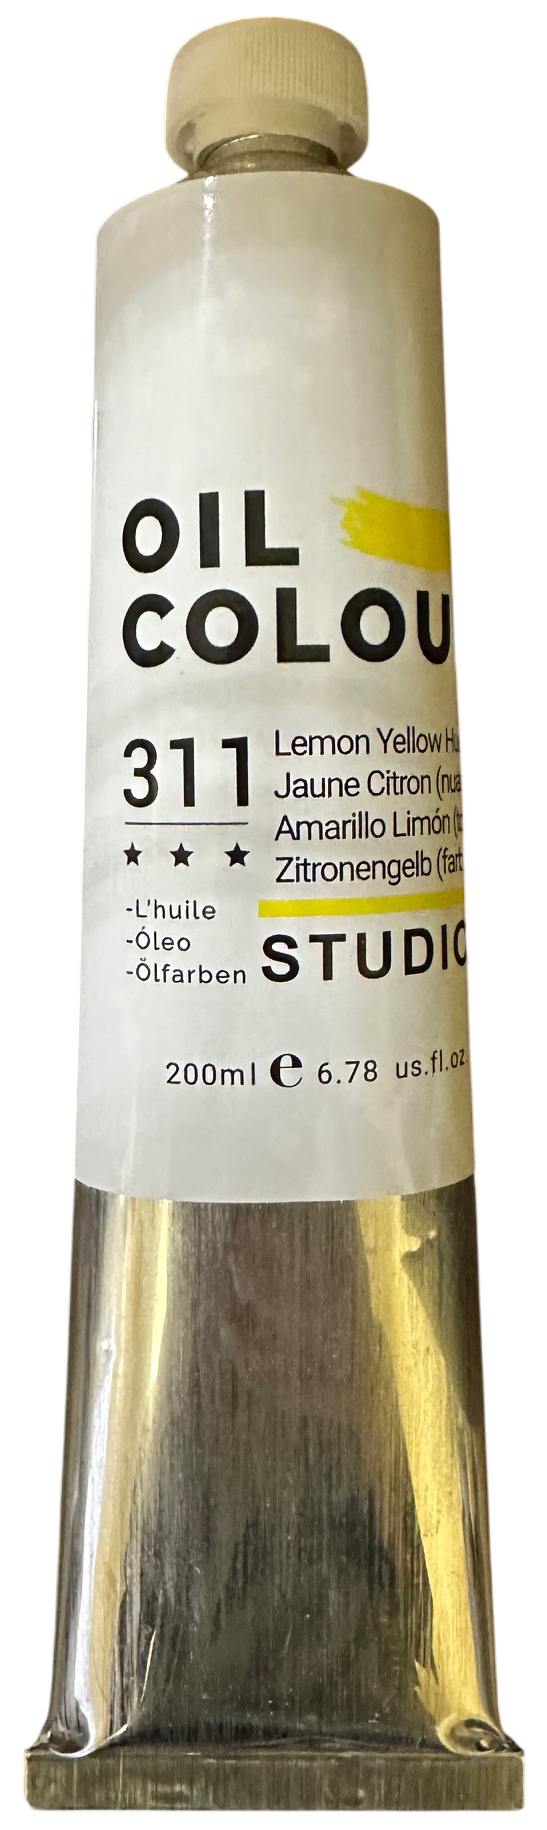 OIL
COLOU
311
★ ★ ★
-L'huile
-Óleo
-Ölfarben
Lemon Yellow
Jaune Citron
Amarillo Limón
Zitronengelb
STUDIO
200ml e 6.78 us.fl.oz.